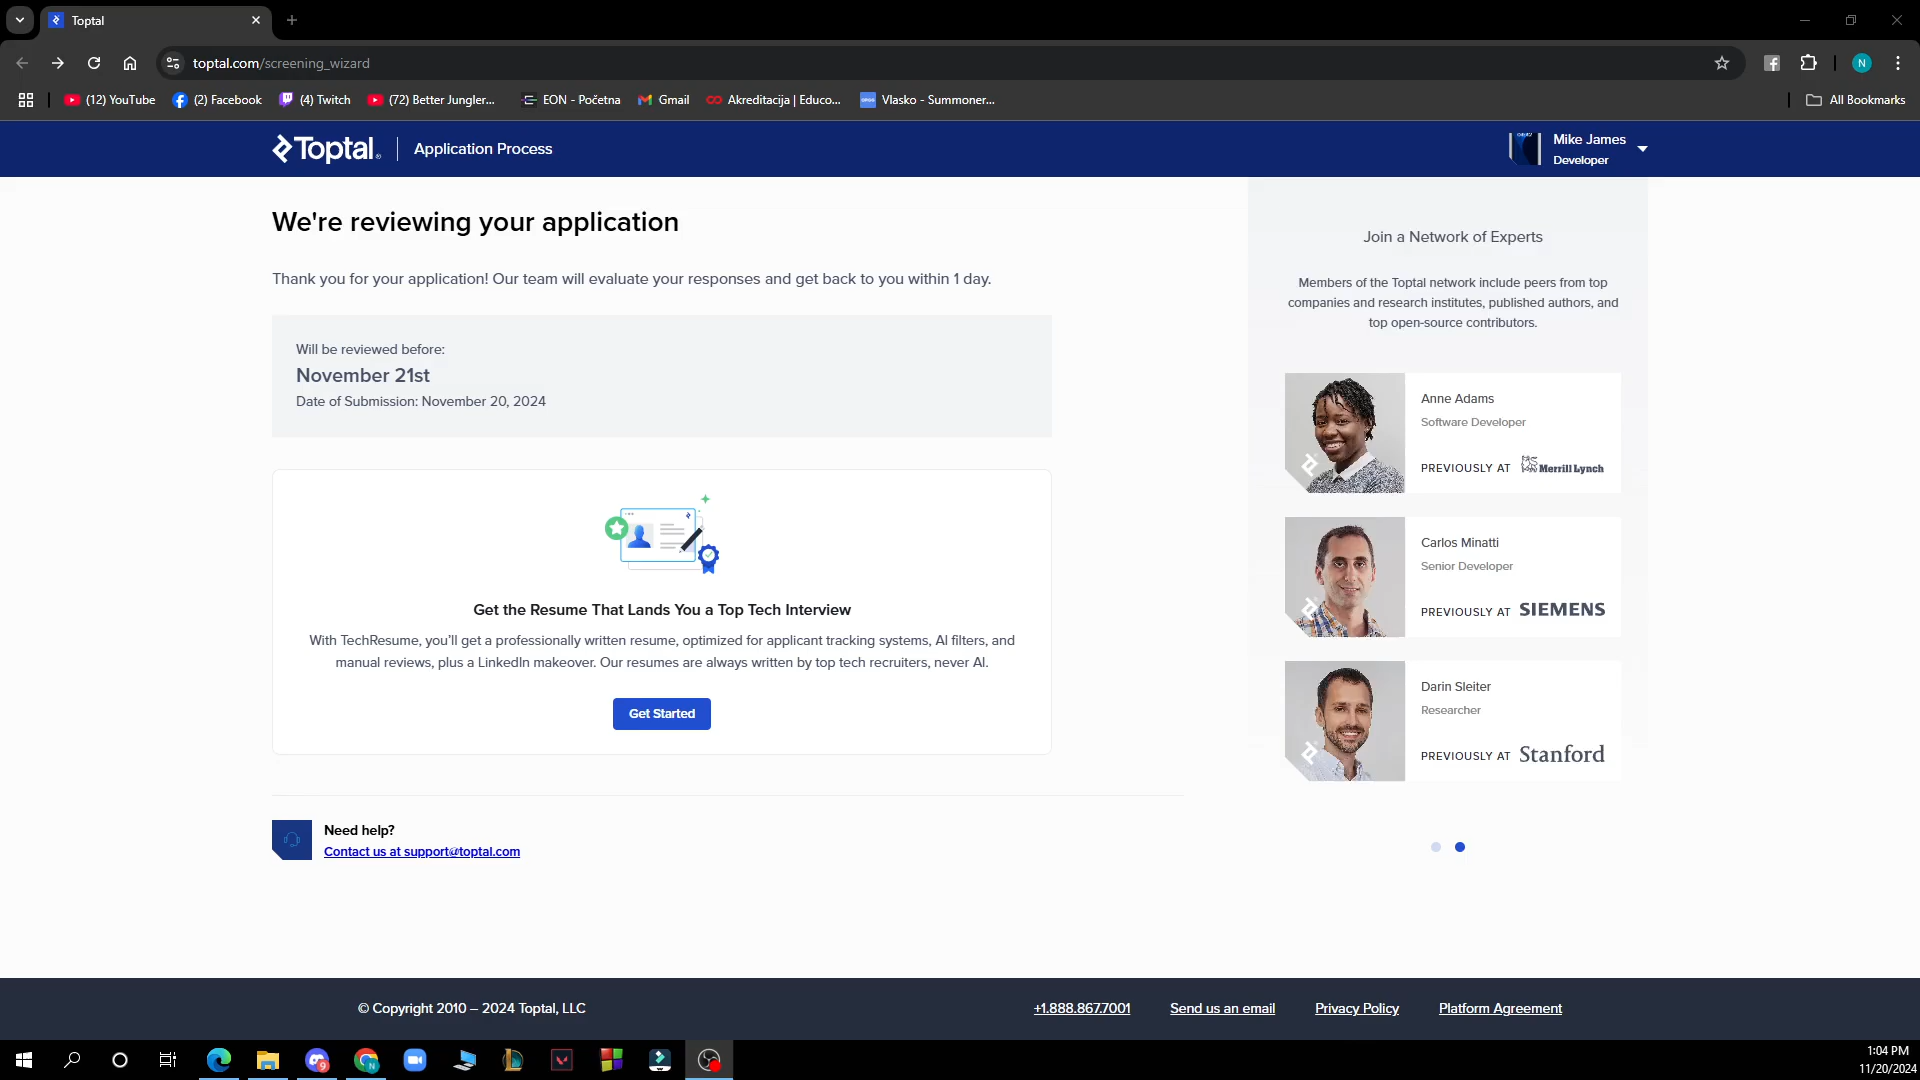 Toptal
toptal.com/screening_wizard
(12) YouTube
(2) Facebook
(4) Twitch
(72) Better Jungler...
EON - Početna
Gmail
Akreditacija | Educo...
Vlasko - Summoner...
All Bookmarks
N
Toptal
Application Process
Mike James
Developer
We're reviewing your application
Thank you for your application! Our team will evaluate your responses and get back to you within 1 day.
Will be reviewed before:
November 21st
Date of Submission: November 20, 2024
Get the Resume That Lands You a Top Tech Interview
With TechResume, you’ll get a professionally written resume, optimized for applicant tracking systems, AI filters, and
manual reviews, plus a LinkedIn makeover. Our resumes are always written by top tech recruiters, never AI.
Get Started
Need help?
Contact us at support@toptal.com
Join a Network of Experts
Members of the Toptal network include peers from top
companies and research institutes, published authors, and
top open-source contributors.
Anne Adams
Software Developer
PREVIOUSLY AT Merrill Lynch
Carlos Minatti
Senior Developer
PREVIOUSLY AT SIEMENS
Darin Sleiter
Researcher
PREVIOUSLY AT Stanford
© Copyright 2010 – 2024 Toptal, LLC
+1.888.867.7001
Send us an email
Privacy Policy
Platform Agreement
9
N
1:04 PM
11/20/2024